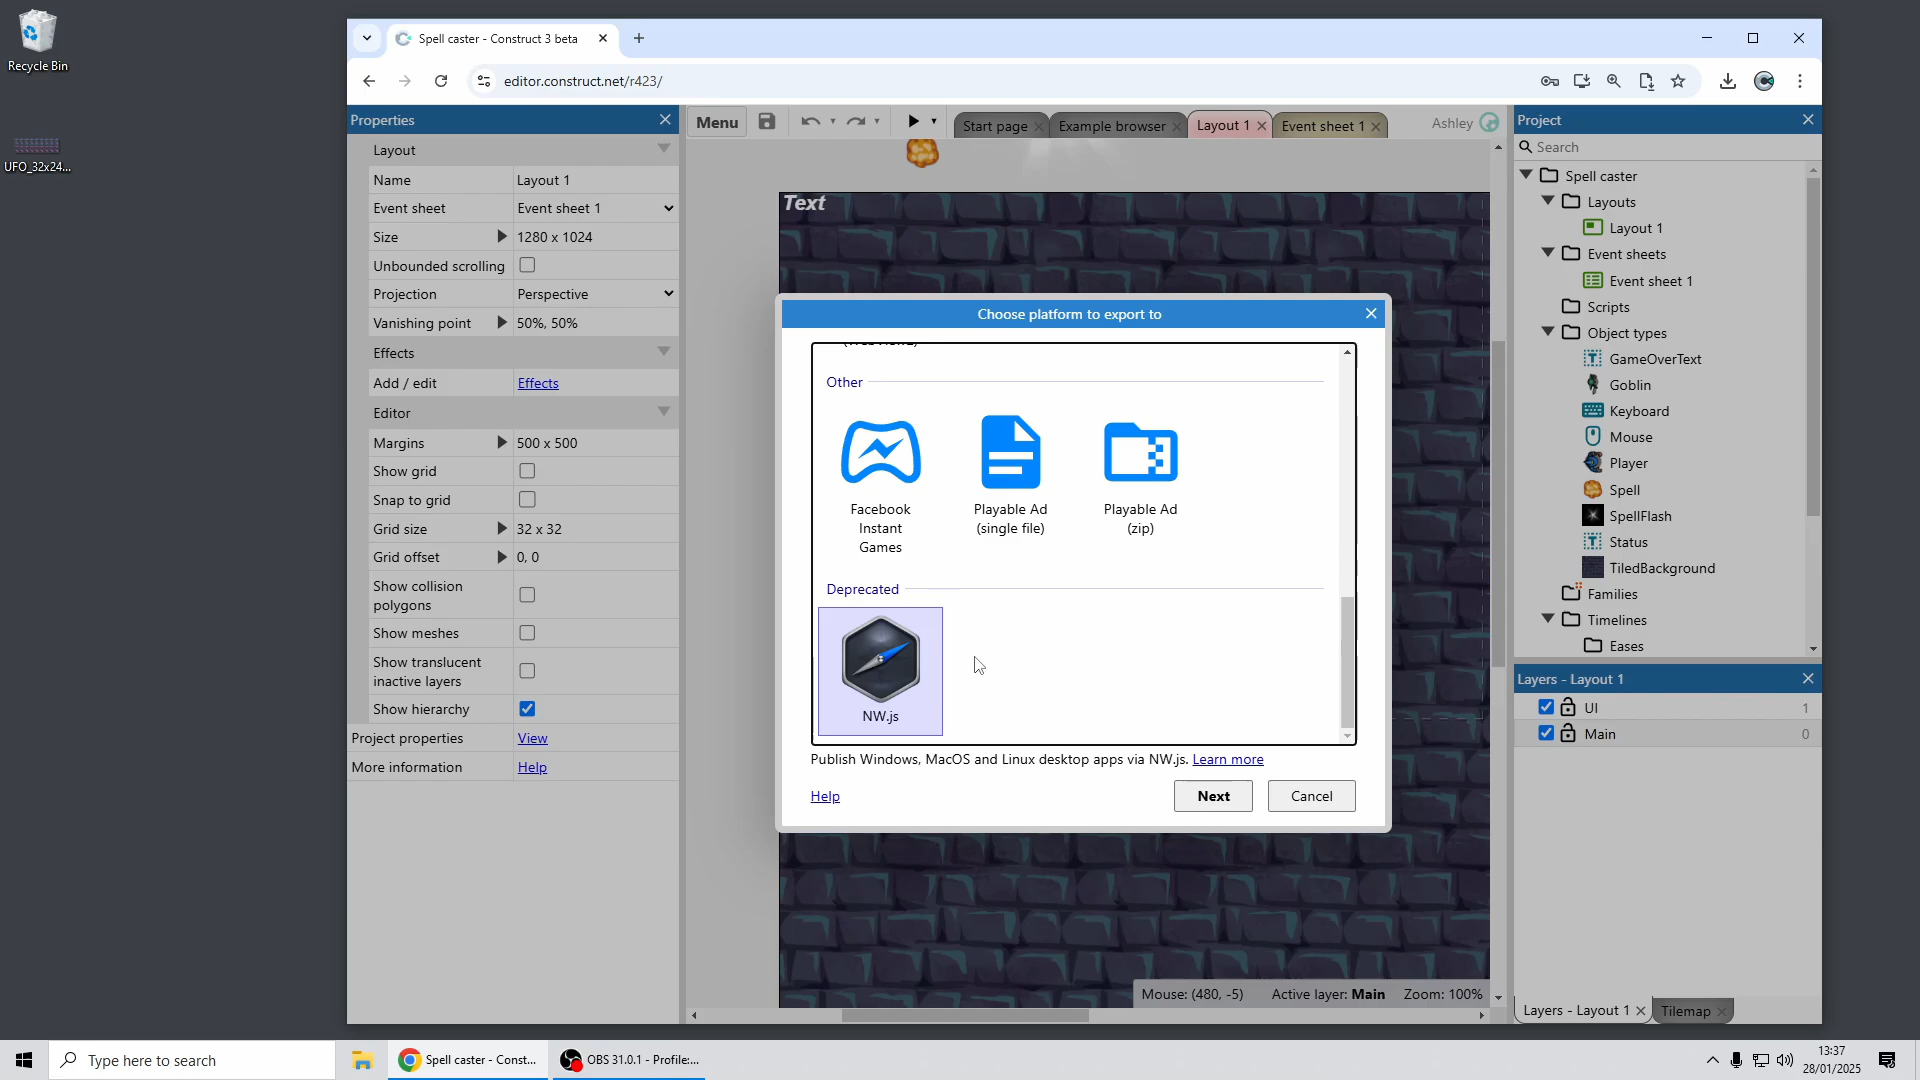 Recycle Bin
UFO_32x24...
Spell caster - Construct 3 beta
editor.construct.net/r423/
Properties
Layout
Name Layout 1
Event sheet Event sheet 1
Size 1280 x 1024
Unbounded scrolling
Projection Perspective
Vanishing point 50%, 50%
Effects
Add / edit Effects
Editor
Margins 500 x 500
Show grid
Snap to grid
Grid size 32 x 32
Grid offset 0, 0
Show collision
polygons
Show meshes
Show translucent
inactive layers
Show hierarchy
Project properties View
More information Help
Menu
Start page
Example browser
Layout 1
Event sheet 1
Ashley
Text
Choose platform to export to
Other
Facebook
Instant
Games
Playable Ad
(single file)
Playable Ad
(zip)
Deprecated
NW.js
Publish Windows, MacOS and Linux desktop apps via NW.js. Learn more
Help
Next
Cancel
Mouse: (480, -5) Active layer: Main Zoom: 100%
Project
Search
Spell caster
Layouts
Layout 1
Event sheets
Event sheet 1
Scripts
Object types
GameOverText
Goblin
Keyboard
Mouse
Player
Spell
SpellFlash
Status
TiledBackground
Families
Timelines
Eases
Layers - Layout 1
UI 1
Main 0
Layers - Layout 1
Tilemap
Type here to search
Spell caster - Const...
OBS 31.0.1 - Profile:...
13:37
28/01/2025